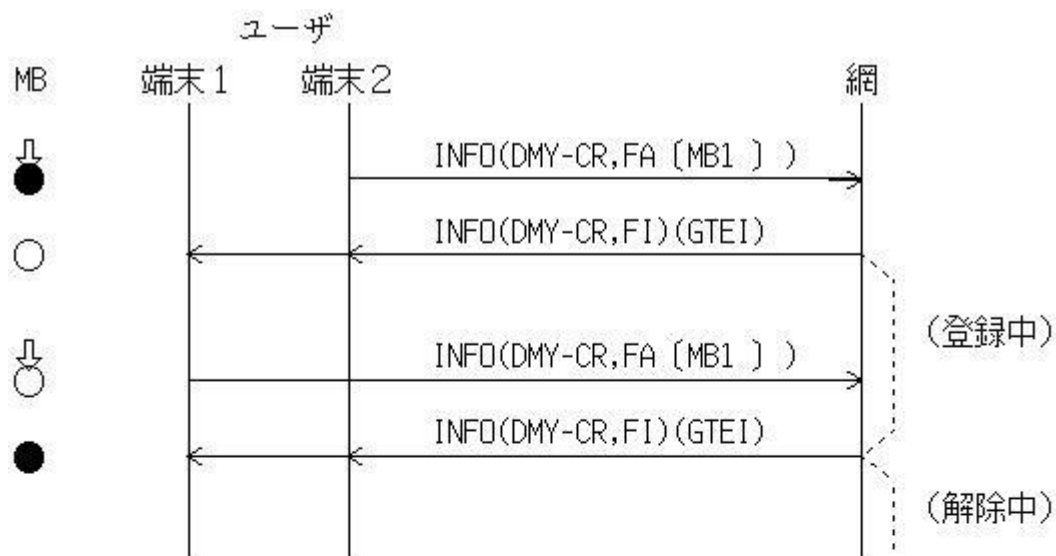 ユーザ
MB 端末1 端末2 網
INFO(DMY-CR,FA〔MB1 〕)
INFO(DMY-CR,FI)(GTEI)
(登録中)
INFO(DMY-CR,FA〔MB1 〕)
INFO(DMY-CR,FI)(GTEI)
(解除中)